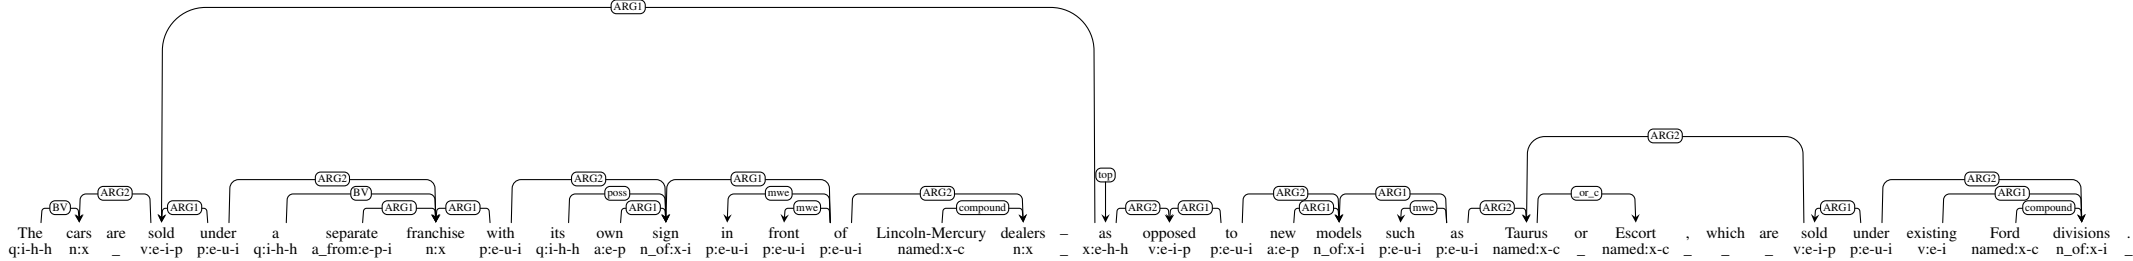 ARG1
ARG2
top
ARG2 ARG2 ARG1 ARG2
ARG2 BV poss mwe ARG2 ARG2 ARG1 _or_c ARG1
BV ARG1 ARG1 ARG1 ARG1 mwe compound ARG2 ARG1 ARG1 mwe ARG2 ARG1 compound
The cars are sold under a separate franchise with its own sign in front of Lincoln-Mercury dealers – as opposed to new models such as Taurus or Escort , which are sold under existing Ford divisions .
q:i-h-h n:x _ v:e-i-p p:e-u-i q:i-h-h a_from:e-p-i n:x p:e-u-i q:i-h-h a:e-p n_of:x-i p:e-u-i p:e-u-i p:e-u-i named:x-c n:x _ x:e-h-h v:e-i-p p:e-u-i a:e-p n_of:x-i p:e-u-i p:e-u-i named:x-c _ named:x-c _ _ _ v:e-i-p p:e-u-i v:e-i named:x-c n_of:x-i _